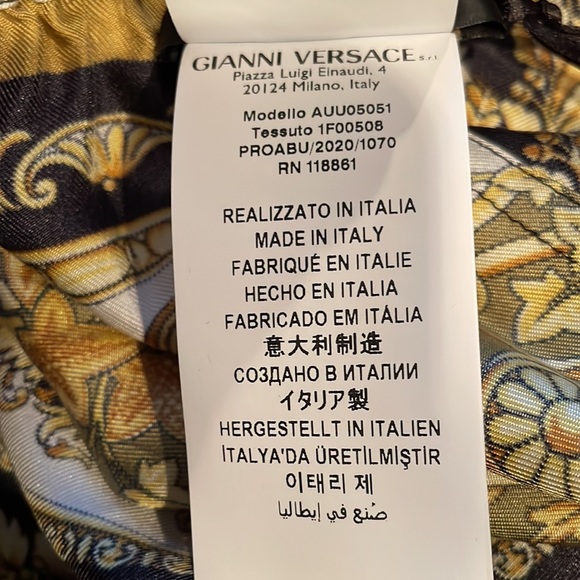 GIANNI VERSACE S.r.l.
Piazza Luigi Einaudi, 4
20124 Milano, Italy
Modello AUU05051
Tessuto 1F00508
PROABU/2020/1070
RN 118861
REALIZZATO IN ITALIA
MADE IN ITALY
FABRIQUÉ EN ITALIE
HECHO EN ITALIA
FABRICADO EM ITÁLIA
意大利制造
СОЗДАНО В ИТАЛИИ
イタリア製
HERGESTELLT IN ITALIEN
İTALYA'DA ÜRETİLMİŞTİR
이태리 제
صُنع في إيطاليا